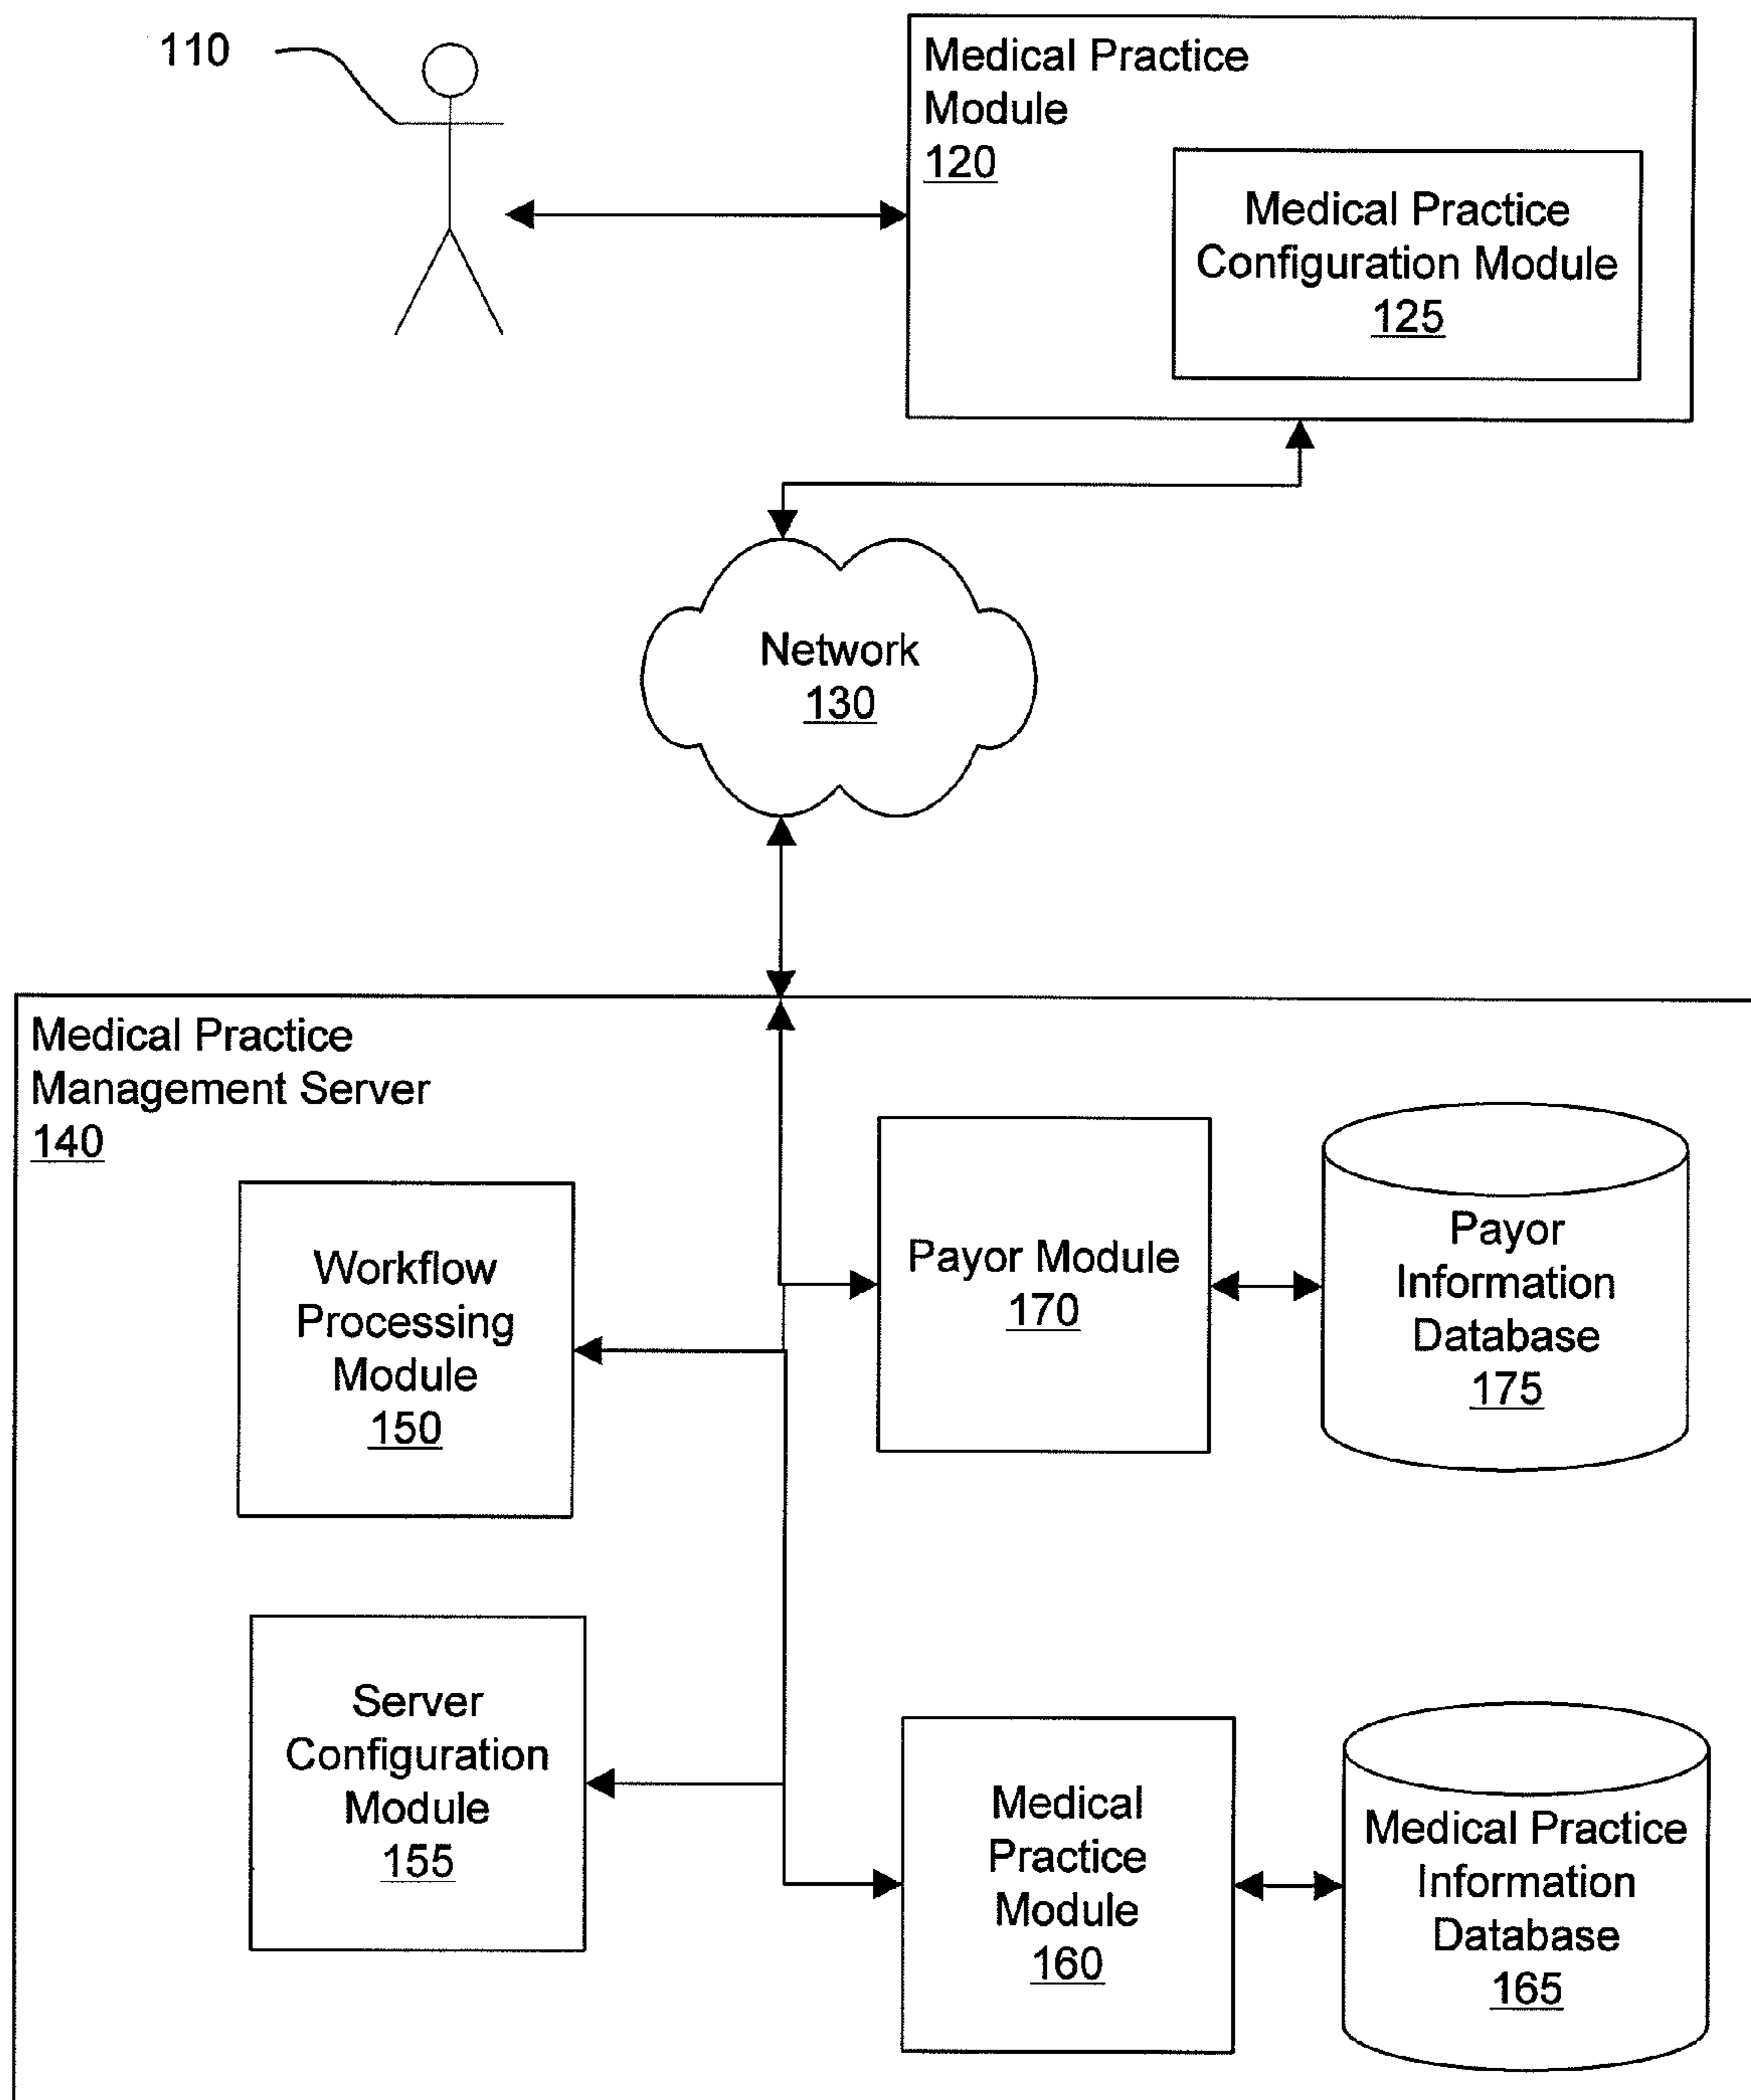 110
Medical Practice
Module
120
Medical Practice
Configuration Module
125
Network
130
Medical Practice
Management Server
140
Workflow
Processing
Module
150
Payor Module
170
Payor
Information
Database
175
Server
Configuration
Module
155
Medical
Practice
Module
160
Medical Practice
Information
Database
165